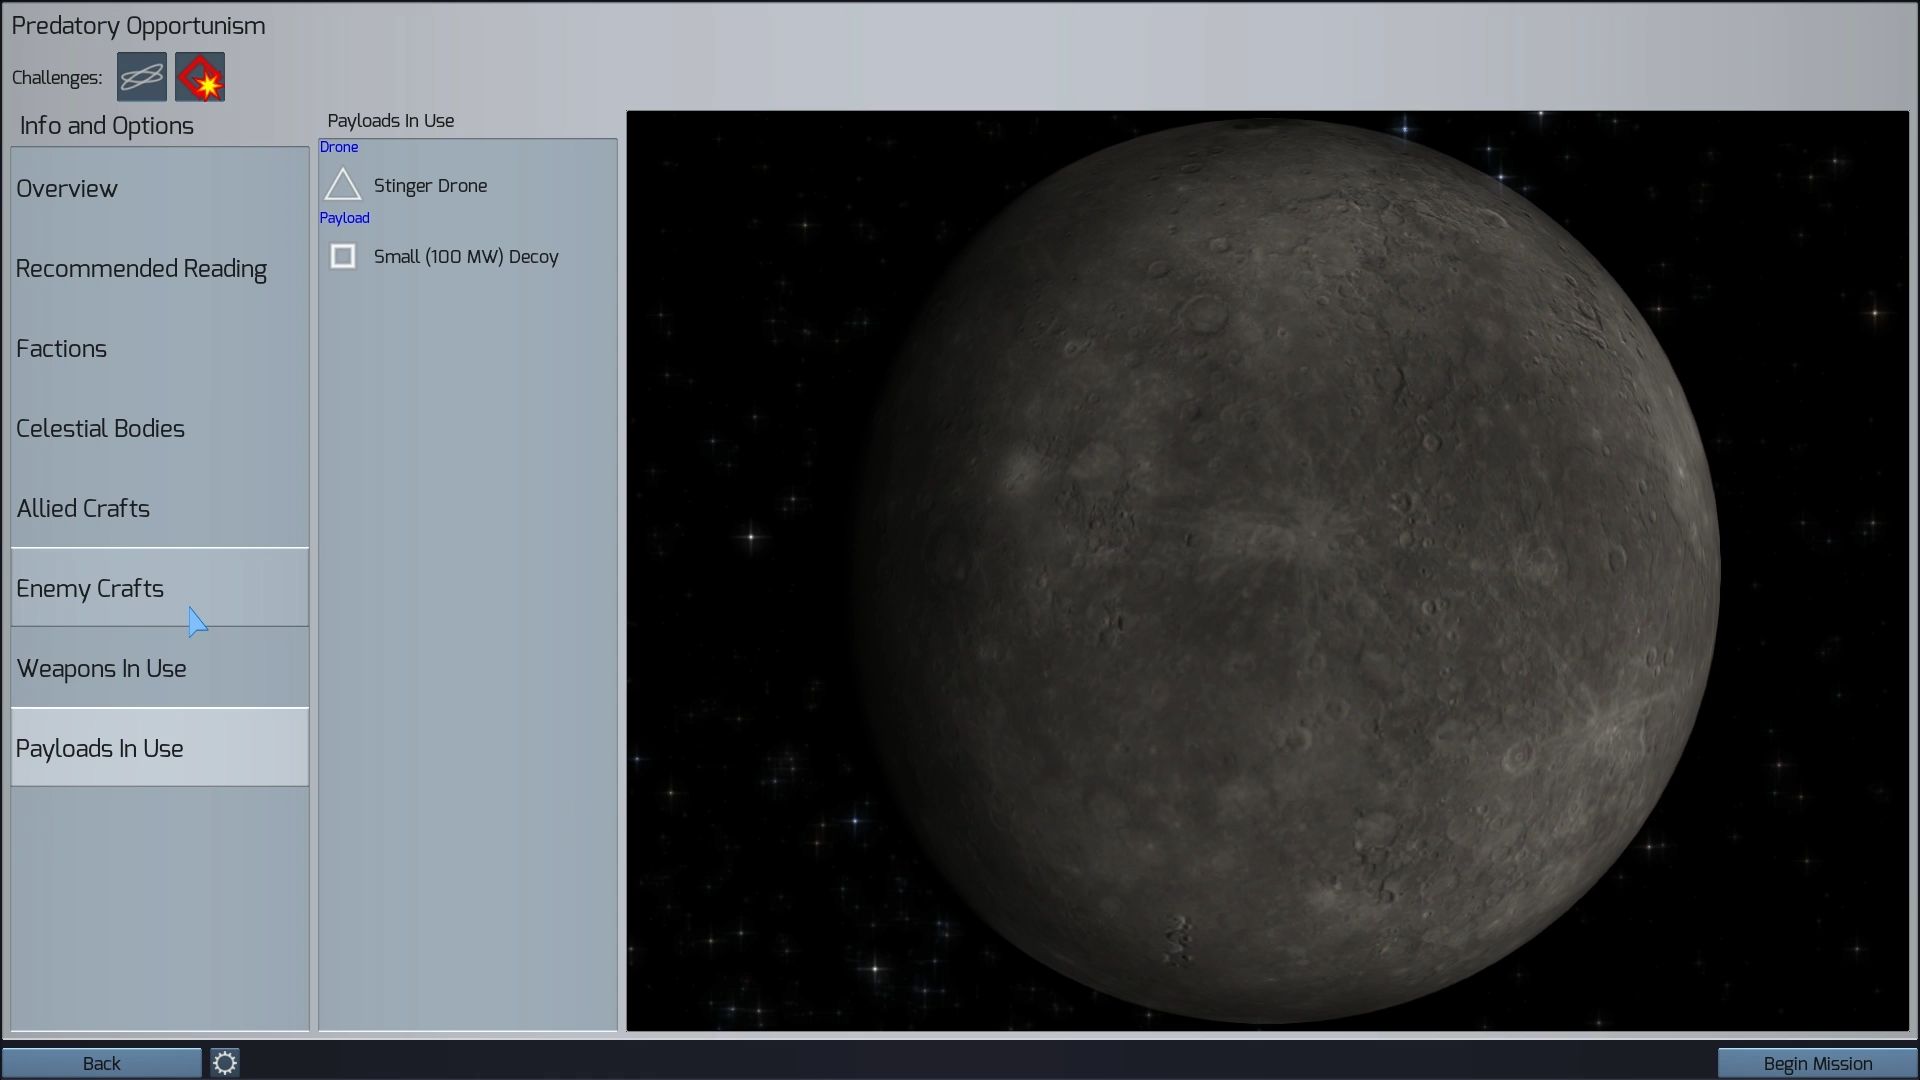 Predatory Opportunism
Challenges:
Info and Options
Overview
Recommended Reading
Factions
Celestial Bodies
Allied Crafts
Enemy Crafts
Weapons In Use
Payloads In Use
Payloads In Use
Drone
Stinger Drone
Payload
Small (100 MW) Decoy
Back
Begin Mission